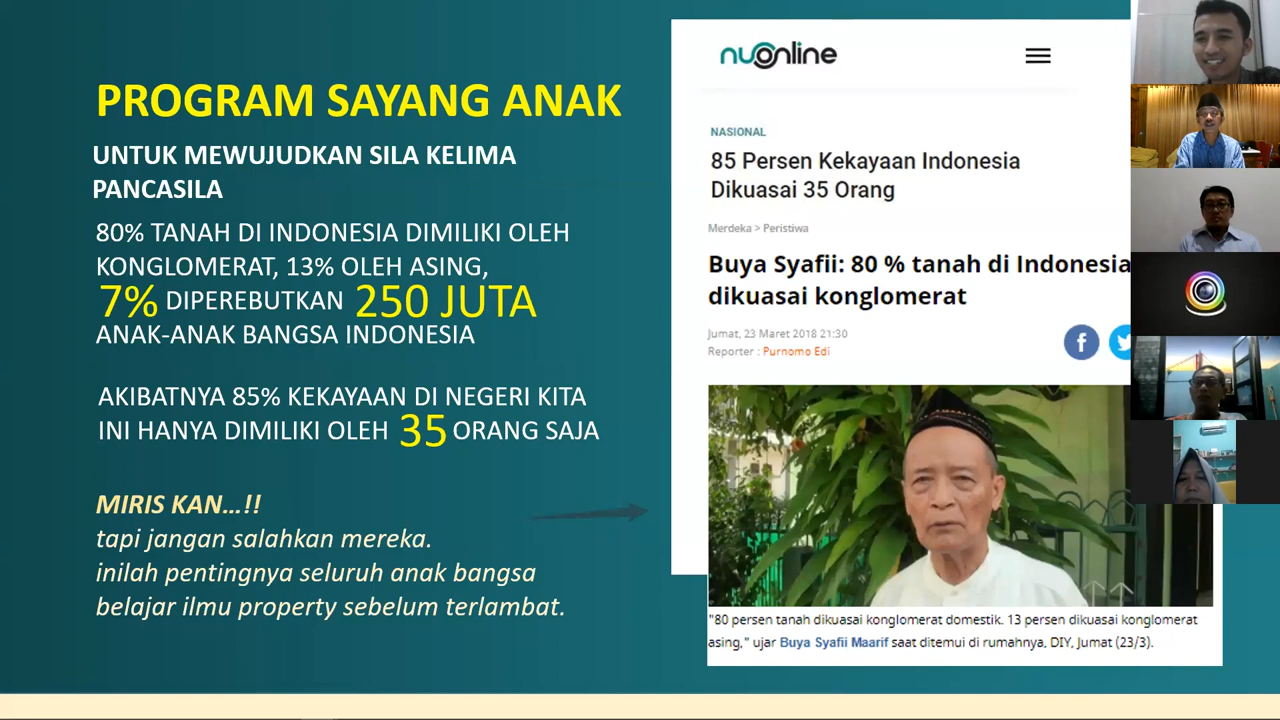 PROGRAM SAYANG ANAK
UNTUK MEWUJUDKAN SILA KELIMA
PANCASILA
80% TANAH DI INDONESIA DIMILIKI OLEH
KONGLOMERAT, 13% OLEH ASING,
7% DIPEREBUTKAN 250 JUTA
ANAK-ANAK BANGSA INDONESIA
AKIBATNYA 85% KEKAYAAN DI NEGERI KITA
INI HANYA DIMILIKI OLEH 35 ORANG SAJA
MIRIS KAN...!!
tapi jangan salahkan mereka.
inilah pentingnya seluruh anak bangsa
belajar ilmu property sebelum terlambat.
nuonline
NASIONAL
85 Persen Kekayaan Indonesia
Dikuasai 35 Orang
Merdeka > Peristiwa
Buya Syafii: 80 % tanah di Indonesia
dikuasai konglomerat
Jumat, 23 Maret 2018 21:30
Reporter : Purnomo Edi
"80 persen tanah dikuasai konglomerat domestik. 13 persen dikuasai konglomerat
asing," ujar Buya Syafii Maarif saat ditemui di rumahnya, DIY, Jumat (23/3).